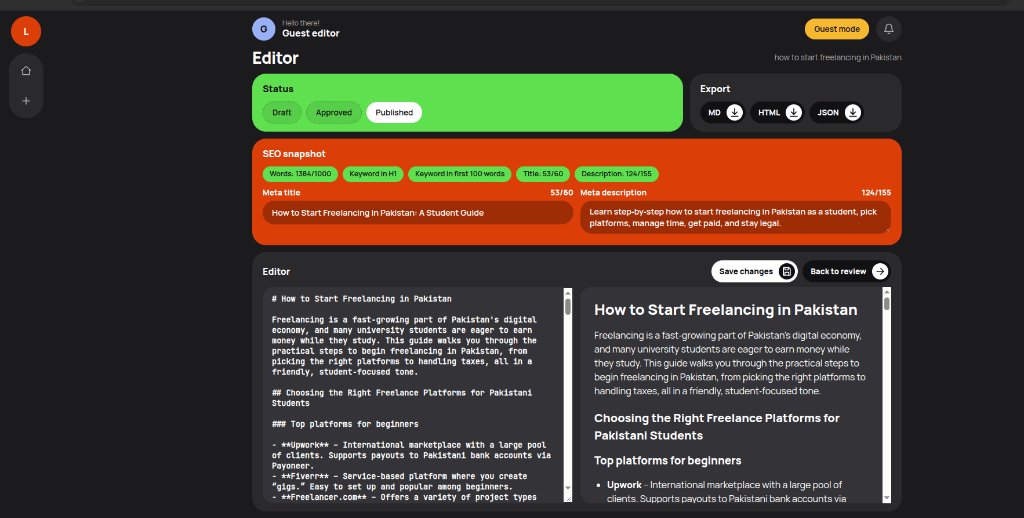 L
G
Hello there!
Guest editor
Guest mode
Editor
how to start freelancing in Pakistan
Status
Draft
Approved
Published
Export
MD
HTML
JSON
SEO snapshot
Words: 1384/1000
Keyword in H1
Keyword in first 100 words
Title: 53/60
Description: 124/155
Meta title
53/60
How to Start Freelancing in Pakistan: A Student Guide
Meta description
124/155
Learn step-by-step how to start freelancing in Pakistan as a student, pick
platforms, manage time, get paid, and stay legal.
Editor
Save changes
Back to review
# How to Start Freelancing in Pakistan
Freelancing is a fast-growing part of Pakistan's digital
economy, and many university students are eager to earn
money while they study. This guide walks you through the
practical steps to begin freelancing in Pakistan, from
picking the right platforms to handling taxes, all in a
friendly, student-focused tone.
## Choosing the Right Freelance Platforms for Pakistani
Students
### Top platforms for beginners
- **Upwork** – International marketplace with a large pool
of clients. Supports payouts to Pakistani bank accounts via
Payoneer.
- **Fiverr** – Service-based platform where you create
“gigs.” Easy to set up and popular among beginners.
- **Freelancer.com** – Offers a variety of project types
How to Start Freelancing in Pakistan
Freelancing is a fast-growing part of Pakistan's digital economy,
and many university students are eager to earn money while
they study. This guide walks you through the practical steps to
begin freelancing in Pakistan, from picking the right platforms to
handling taxes, all in a friendly, student-focused tone.
Choosing the Right Freelance Platforms for
Pakistani Students
Top platforms for beginners
• Upwork – International marketplace with a large pool of
clients. Supports payouts to Pakistani bank accounts via